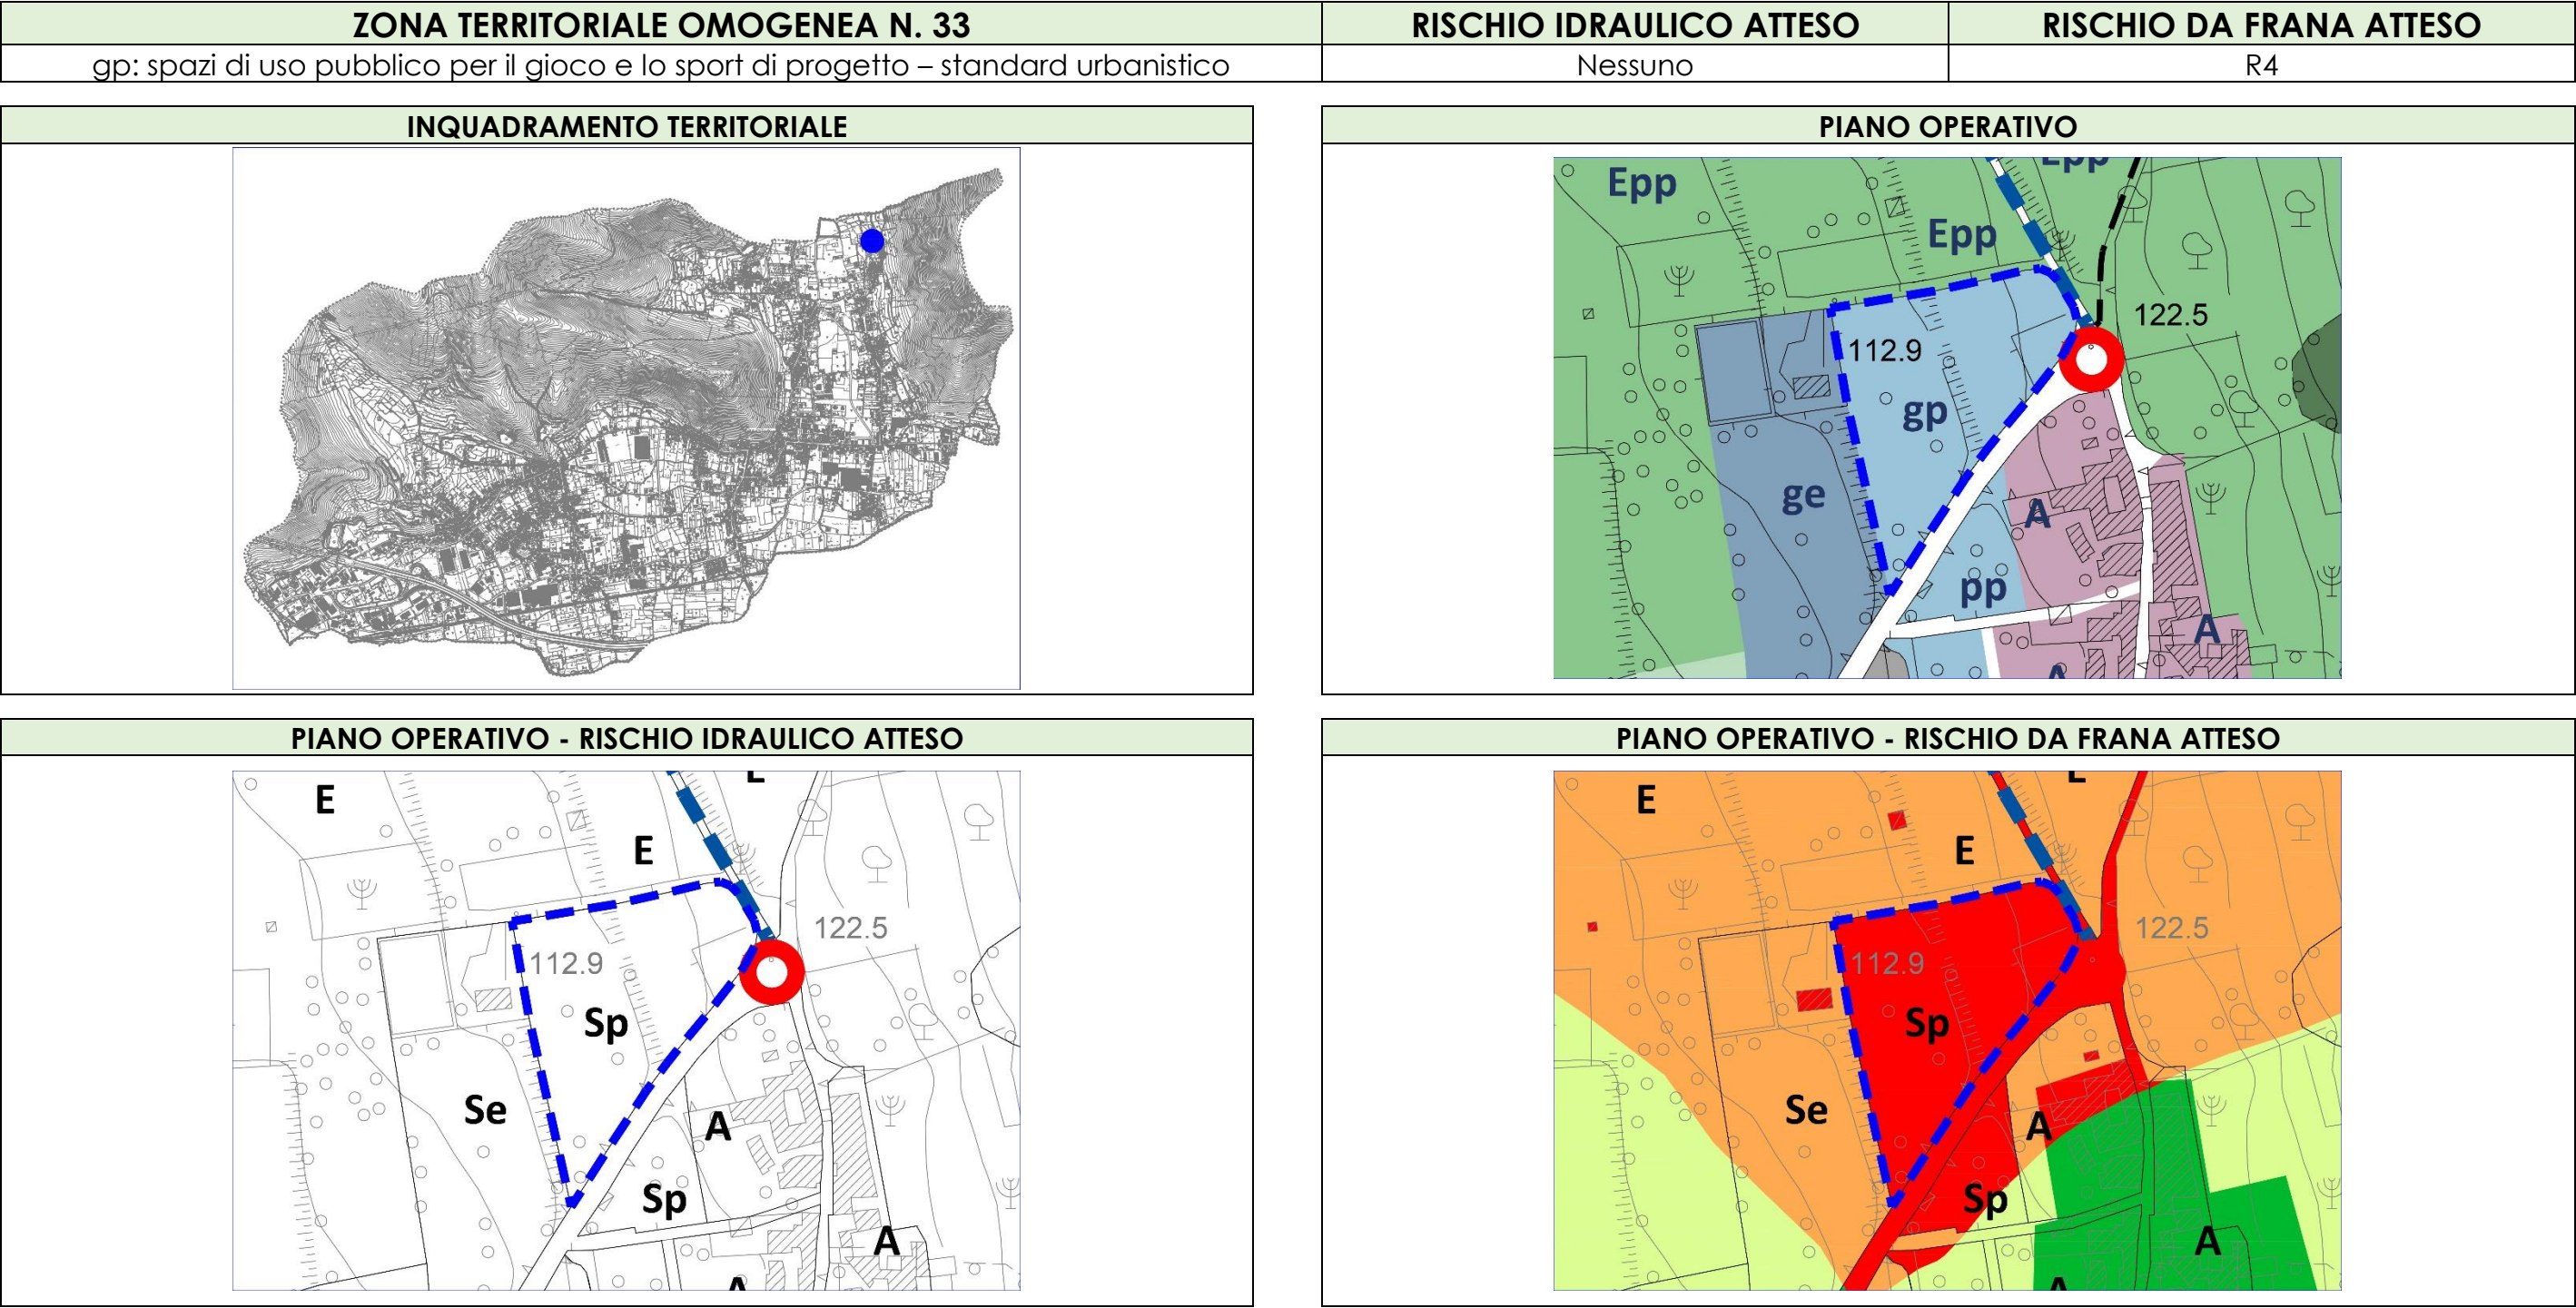 ZONA TERRITORIALE OMOGENEA N. 33
RISCHIO IDRAULICO ATTESO
RISCHIO DA FRANA ATTESO
gp: spazi di uso pubblico per il gioco e lo sport di progetto – standard urbanistico
Nessuno
R4
INQUADRAMENTO TERRITORIALE
PIANO OPERATIVO
Epp
Epp
Epp
122.5
112.9
gp
ge
A
pp
A
A
PIANO OPERATIVO - RISCHIO IDRAULICO ATTESO
PIANO OPERATIVO - RISCHIO DA FRANA ATTESO
E
E
122.5
112.9
Sp
Se
A
Sp
A
A
E
E
122.5
112.9
Sp
Se
A
Sp
A
A